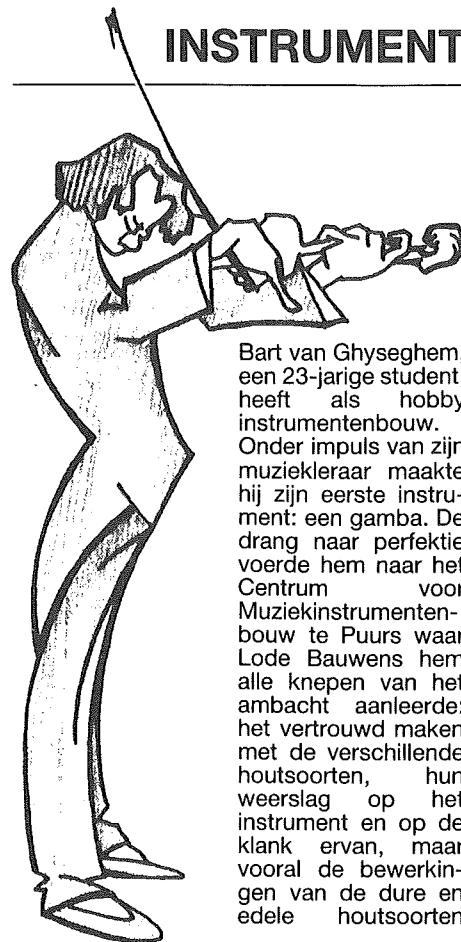 INSTRUMENT
Bart van Ghyseghem,
een 23-jarige student,
heeft als hobby
instrumentenbouw.
Onder impuls van zijn
muziekleraar maakte
hij zijn eerste instru-
ment: een gamba. De
drang naar perfektie
voerde hem naar het
Centrum voor
Muziekinstrumenten-
bouw te Puurs waar
Lode Bauwens hem
alle knepen van het
ambacht aanleerde:
het vertrouwd maken
met de verschillende
houtsoorten, hun
weerslag op het
instrument en op de
klank ervan, maar
vooral de bewerkin-
gen van de dure en
edele houtsoorten